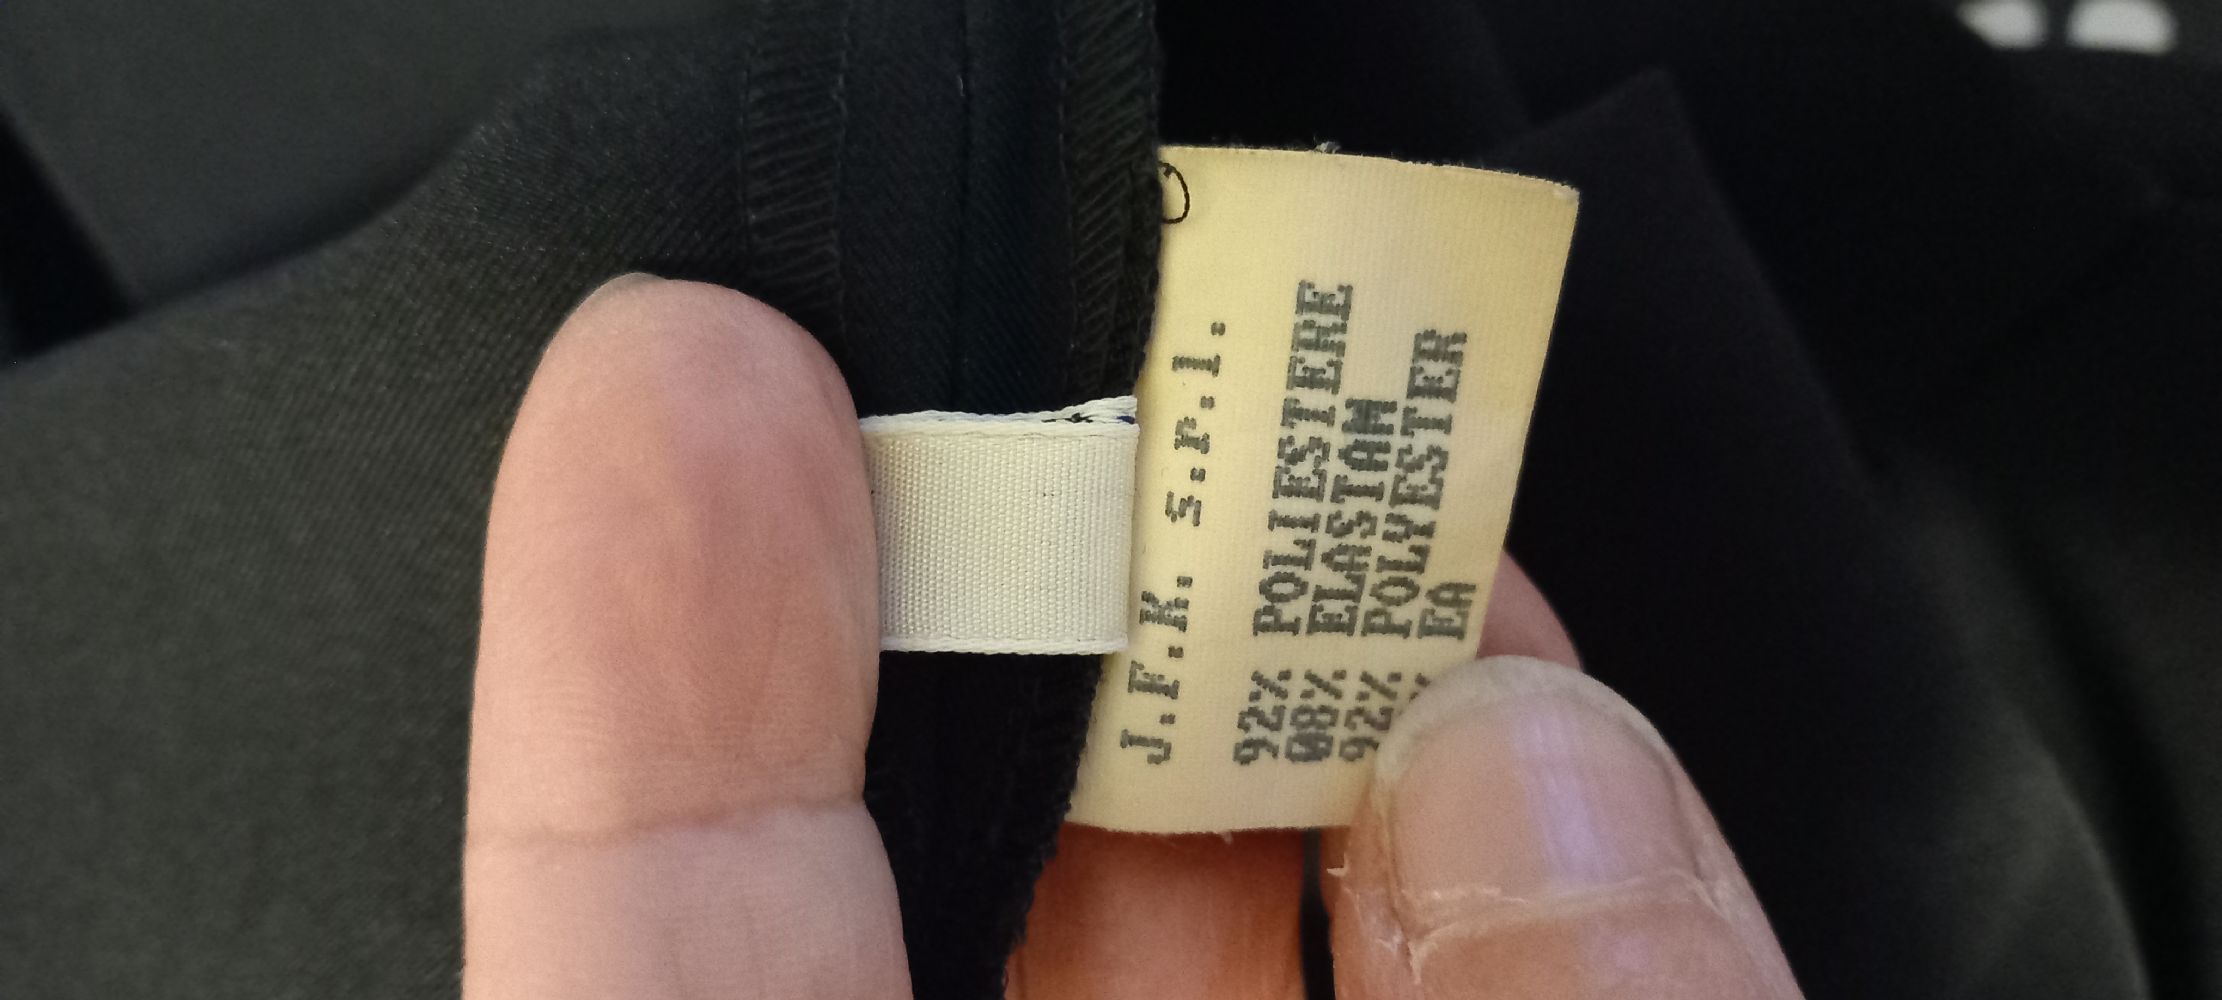 J.F.K. s.r.l.
92% POLIESTERE
08% ELASTAM
92% POLYESTER
% EA